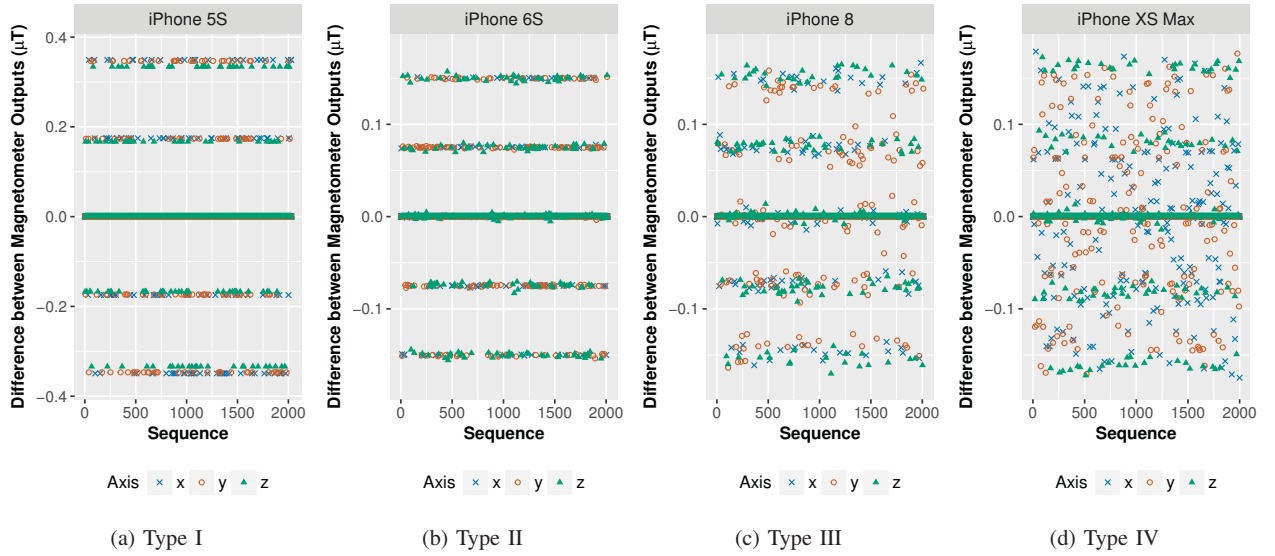 iPhone 5S
Difference between Magnetometer Outputs (μT)
0.4
0.2
0.0
−0.2
−0.4
0 500 1000 1500 2000
Sequence
Axis x y z
(a) Type I
iPhone 6S
Difference between Magnetometer Outputs (μT)
0.1
0.0
−0.1
0 500 1000 1500 2000
Sequence
Axis x y z
(b) Type II
iPhone 8
Difference between Magnetometer Outputs (μT)
0.1
0.0
−0.1
0 500 1000 1500 2000
Sequence
Axis x y z
(c) Type III
iPhone XS Max
Difference between Magnetometer Outputs (μT)
0.1
0.0
−0.1
0 500 1000 1500 2000
Sequence
Axis x y z
(d) Type IV